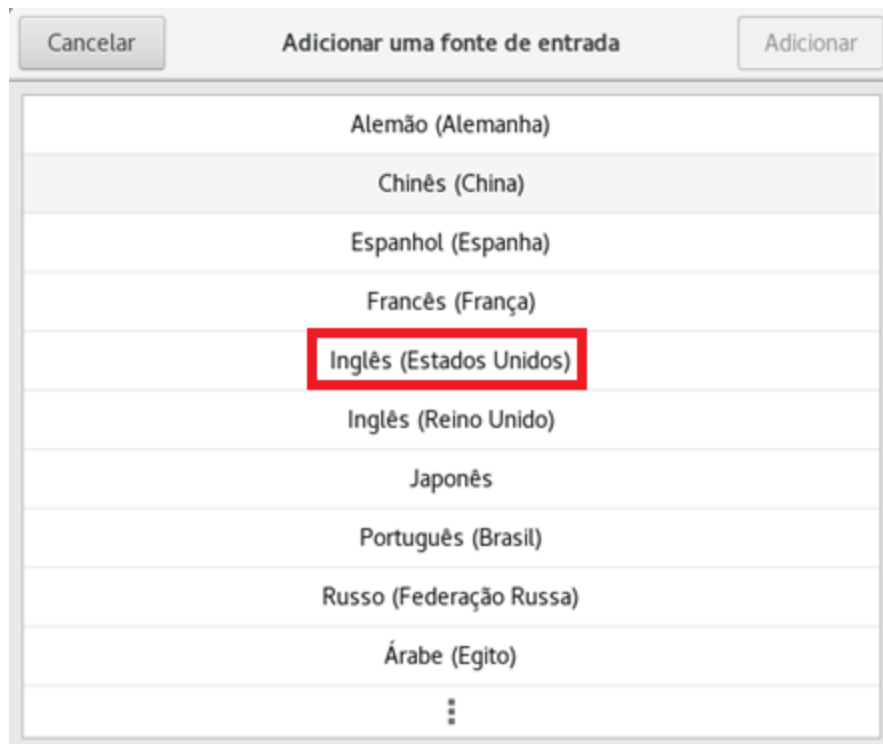 Cancelar Adicionar uma fonte de entrada Adicionar
Alemão (Alemanha)
Chinês (China)
Espanhol (Espanha)
Francês (França)
Inglês (Estados Unidos)
Inglês (Reino Unido)
Japonês
Português (Brasil)
Russo (Federação Russa)
Árabe (Egito)